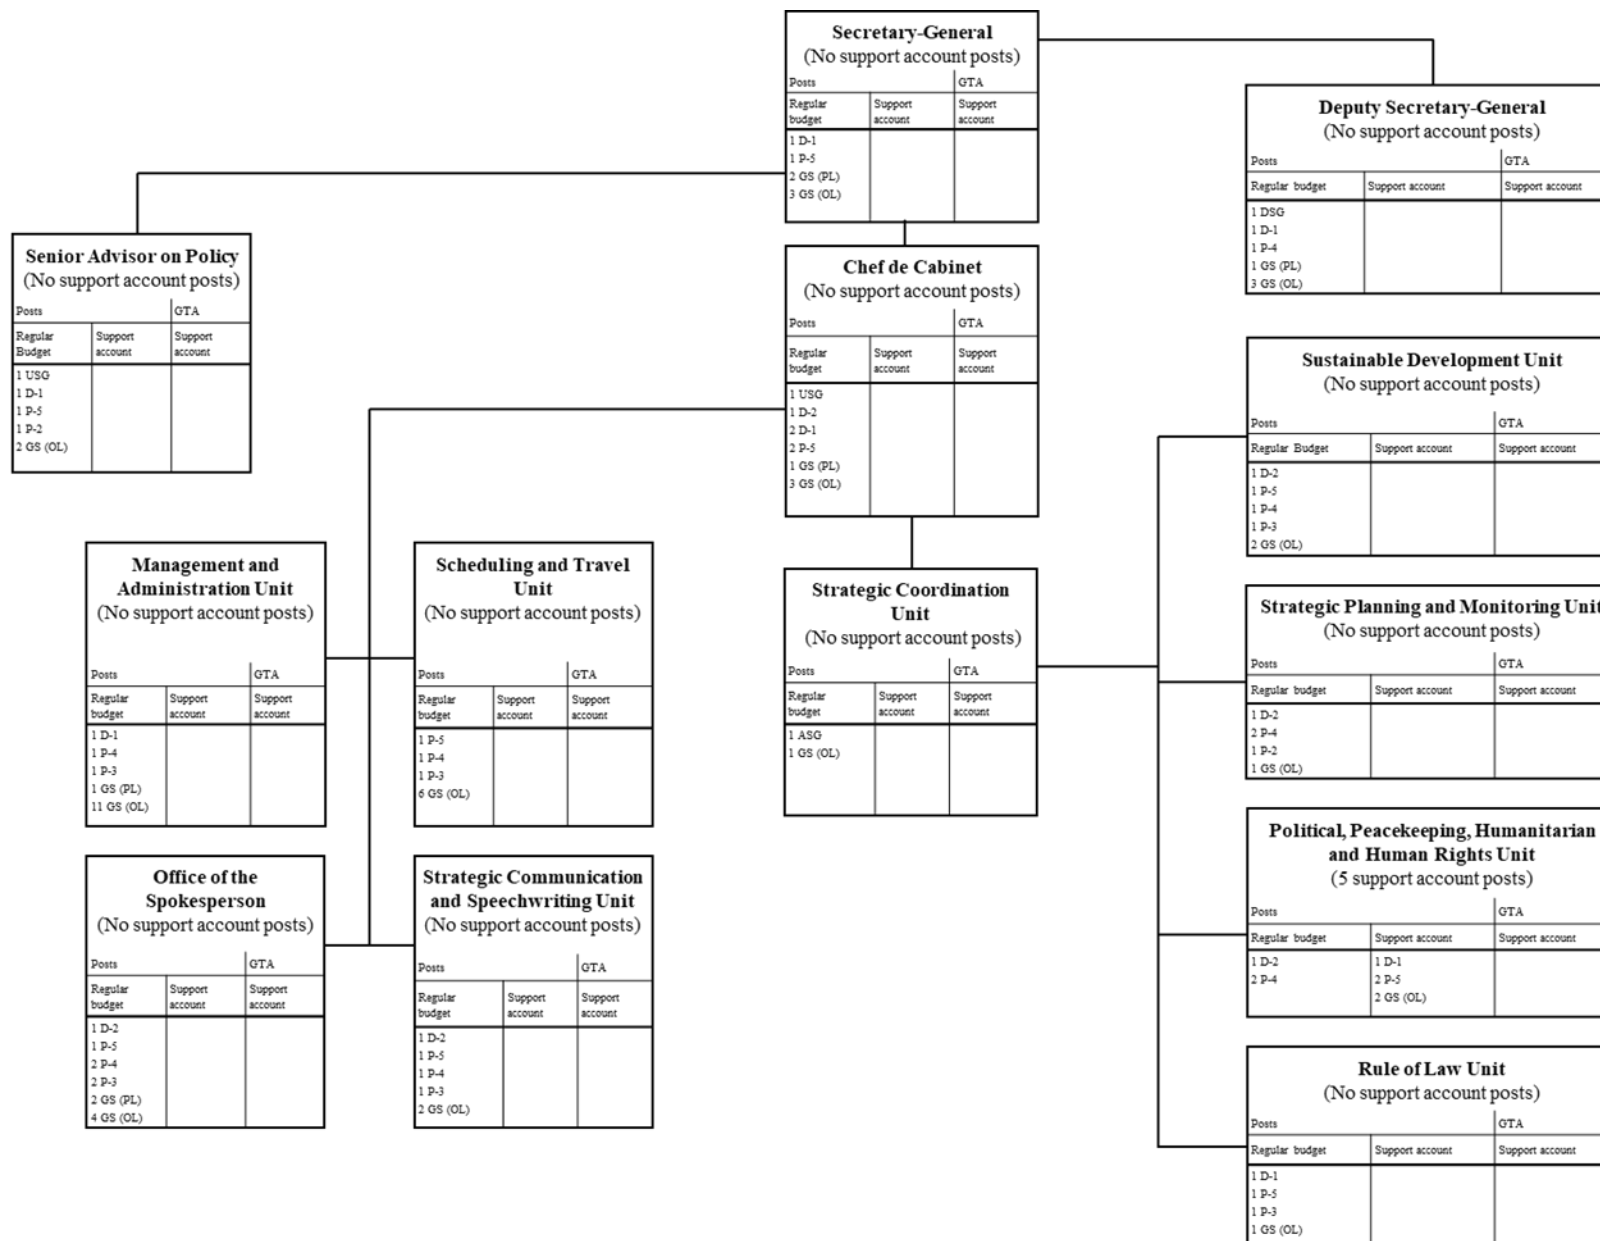 Secretary-General
(No support account posts)
Posts GTA
Regular budget Support account Support account
1 D-1
1 P-5
2 GS (PL)
3 GS (OL)
Deputy Secretary-General
(No support account posts)
Posts GTA
Regular budget Support account Support account
1 DSG
1 D-1
1 P-4
1 GS (PL)
3 GS (OL)
Senior Advisor on Policy
(No support account posts)
Posts GTA
Regular Budget Support account Support account
1 USG
1 D-1
1 P-5
1 P-2
2 GS (OL)
Chef de Cabinet
(No support account posts)
Posts GTA
Regular budget Support account Support account
1 USG
1 D-2
2 D-1
2 P-5
1 GS (PL)
3 GS (OL)
Sustainable Development Unit
(No support account posts)
Posts GTA
Regular Budget Support account Support account
1 D-2
1 P-5
1 P-4
1 P-3
2 GS (OL)
Management and
Administration Unit
(No support account posts)
Posts GTA
Regular budget Support account Support account
1 D-1
1 P-4
1 P-3
1 GS (PL)
11 GS (OL)
Scheduling and Travel
Unit
(No support account posts)
Posts GTA
Regular budget Support account Support account
1 P-5
1 P-4
1 P-3
6 GS (OL)
Strategic Coordination
Unit
(No support account posts)
Posts GTA
Regular budget Support account Support account
1 ASG
1 GS (OL)
Strategic Planning and Monitoring Unit
(No support account posts)
Posts GTA
Regular budget Support account Support account
1 D-2
2 P-4
1 P-2
1 GS (OL)
Political, Peacekeeping, Humanitarian
and Human Rights Unit
(5 support account posts)
Posts GTA
Regular budget Support account Support account
1 D-2 1 D-1
2 P-4 2 P-5
2 GS (OL)
Office of the
Spokesperson
(No support account posts)
Posts GTA
Regular budget Support account Support account
1 D-2
1 P-5
2 P-4
2 P-3
2 GS (PL)
4 GS (OL)
Strategic Communication
and Speechwriting Unit
(No support account posts)
Posts GTA
Regular budget Support account Support account
1 D-2
1 P-5
1 P-4
1 P-3
2 GS (OL)
Rule of Law Unit
(No support account posts)
Posts GTA
Regular budget Support account Support account
1 D-1
1 P-5
1 P-3
1 GS (OL)